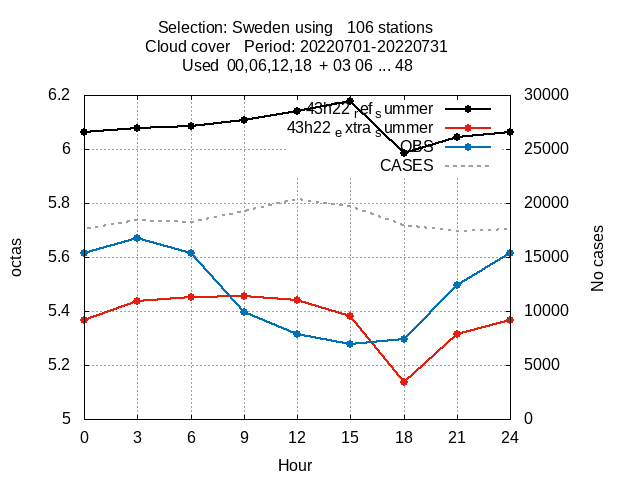 Selection: Sweden using 106 stations
Cloud cover Period: 20220701-20220731
Used 00,06,12,18 + 03 06 ... 48
6.2
6
5.8
5.6
5.4
5.2
5
30000
25000
20000
15000
10000
5000
0
octas
No cases
43h22refsummer
43h22extrasummer
OBS
CASES
0 3 6 9 12 15 18 21 24
Hour